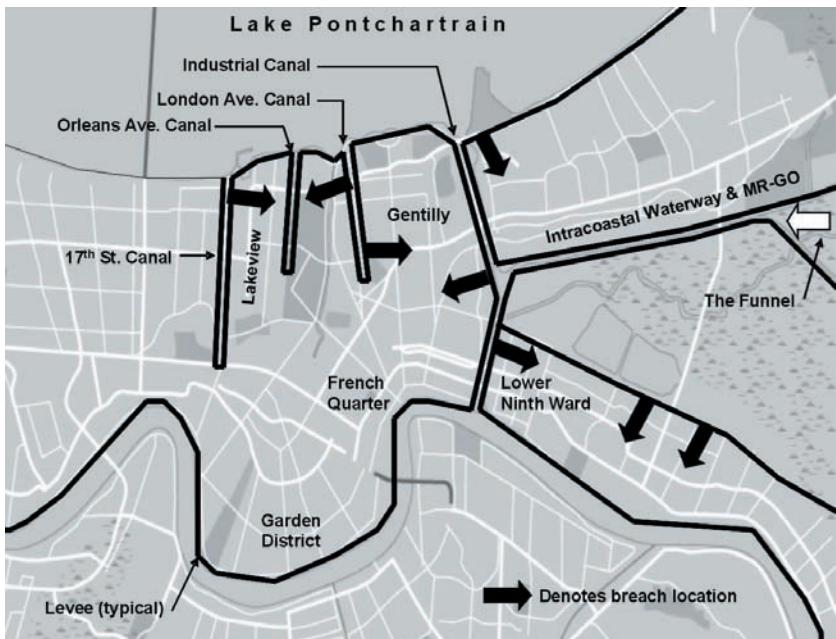 Lake Pontchartrain
Industrial Canal
London Ave. Canal
Orleans Ave. Canal
Gentilly
Intracoastal Waterway & MR-GO
17th St. Canal
Lakeview
The Funnel
French
Quarter
Lower
Ninth Ward
Garden
District
Levee (typical)
Denotes breach location